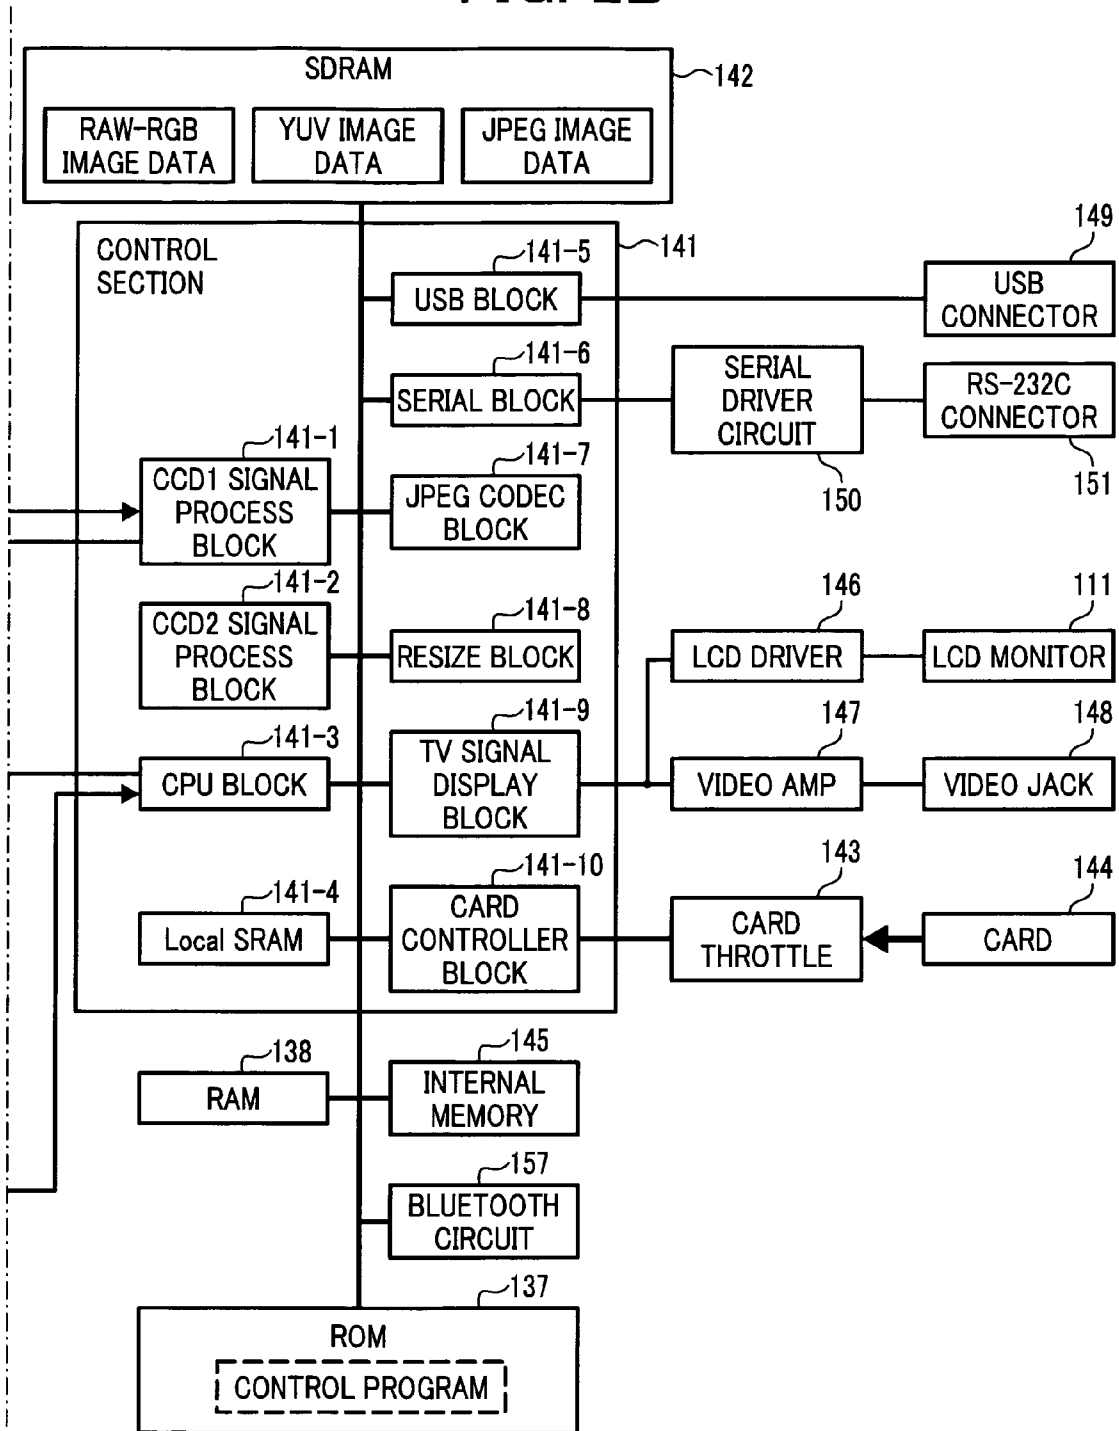 SDRAM
142
RAW-RGB
IMAGE DATA
YUV IMAGE
DATA
JPEG IMAGE
DATA
CONTROL
SECTION
141
141-5
USB BLOCK
149
USB
CONNECTOR
141-6
SERIAL BLOCK
SERIAL
DRIVER
CIRCUIT
150
RS-232C
CONNECTOR
151
141-1
CCD1 SIGNAL
PROCESS
BLOCK
141-7
JPEG CODEC
BLOCK
141-2
CCD2 SIGNAL
PROCESS
BLOCK
141-8
RESIZE BLOCK
146
LCD DRIVER
111
LCD MONITOR
141-3
CPU BLOCK
141-9
TV SIGNAL
DISPLAY
BLOCK
147
VIDEO AMP
148
VIDEO JACK
141-4
Local SRAM
141-10
CARD
CONTROLLER
BLOCK
143
CARD
THROTTLE
144
CARD
138
RAM
145
INTERNAL
MEMORY
157
BLUETOOTH
CIRCUIT
137
ROM
CONTROL PROGRAM